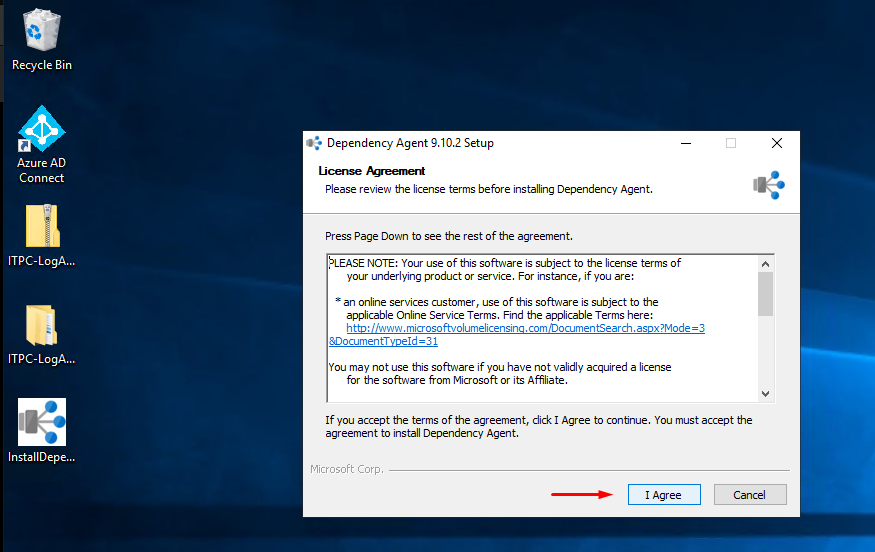 Recycle Bin
Azure AD
Connect
ITPC-LogA...
ITPC-LogA...
InstallDepe...
Dependency Agent 9.10.2 Setup
License Agreement
Please review the license terms before installing Dependency Agent.
Press Page Down to see the rest of the agreement.
PLEASE NOTE: Your use of this software is subject to the license terms of
your underlying product or service. For instance, if you are:
* an online services customer, use of this software is subject to the
applicable Online Service Terms. Find the applicable Terms here:
http://www.microsoftvolumelicensing.com/DocumentSearch.aspx?Mode=3
&DocumentTypeId=31
You may not use this software if you have not validly acquired a license
for the software from Microsoft or its Affiliate.
If you accept the terms of the agreement, click I Agree to continue. You must accept the
agreement to install Dependency Agent.
Microsoft Corp.
I Agree
Cancel